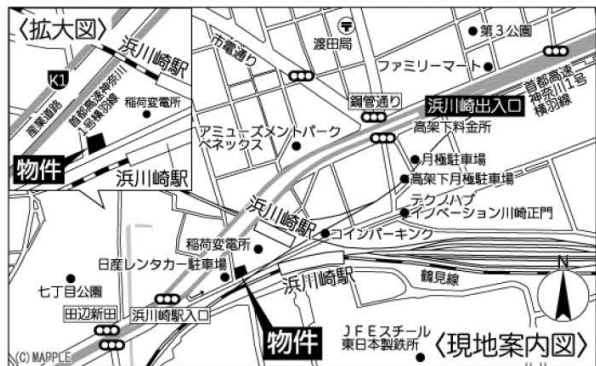 〈拡大図〉
浜川崎駅
K1
稲荷変電所
産業道路
首都高速神奈川
1号横羽線
物件
浜川崎駅
市電通り
渡田局
第3公園
ファミリーマート
鋼管通り
浜川崎出入口
首都高速
神奈川1号
横羽線
高架下料金所
アミューズメントパーク
ベネックス
月極駐車場
高架下月極駐車場
テクノハブ
イノベーション川崎正門
浜川崎駅
コインパーキング
稲荷変電所
日産レンタカー駐車場
浜川崎駅
鶴見線
N
七丁目公園
田辺新田
浜川崎駅入口
物件
JFEスチール
東日本製鉄所
〈現地案内図〉
(C)MAPPLE